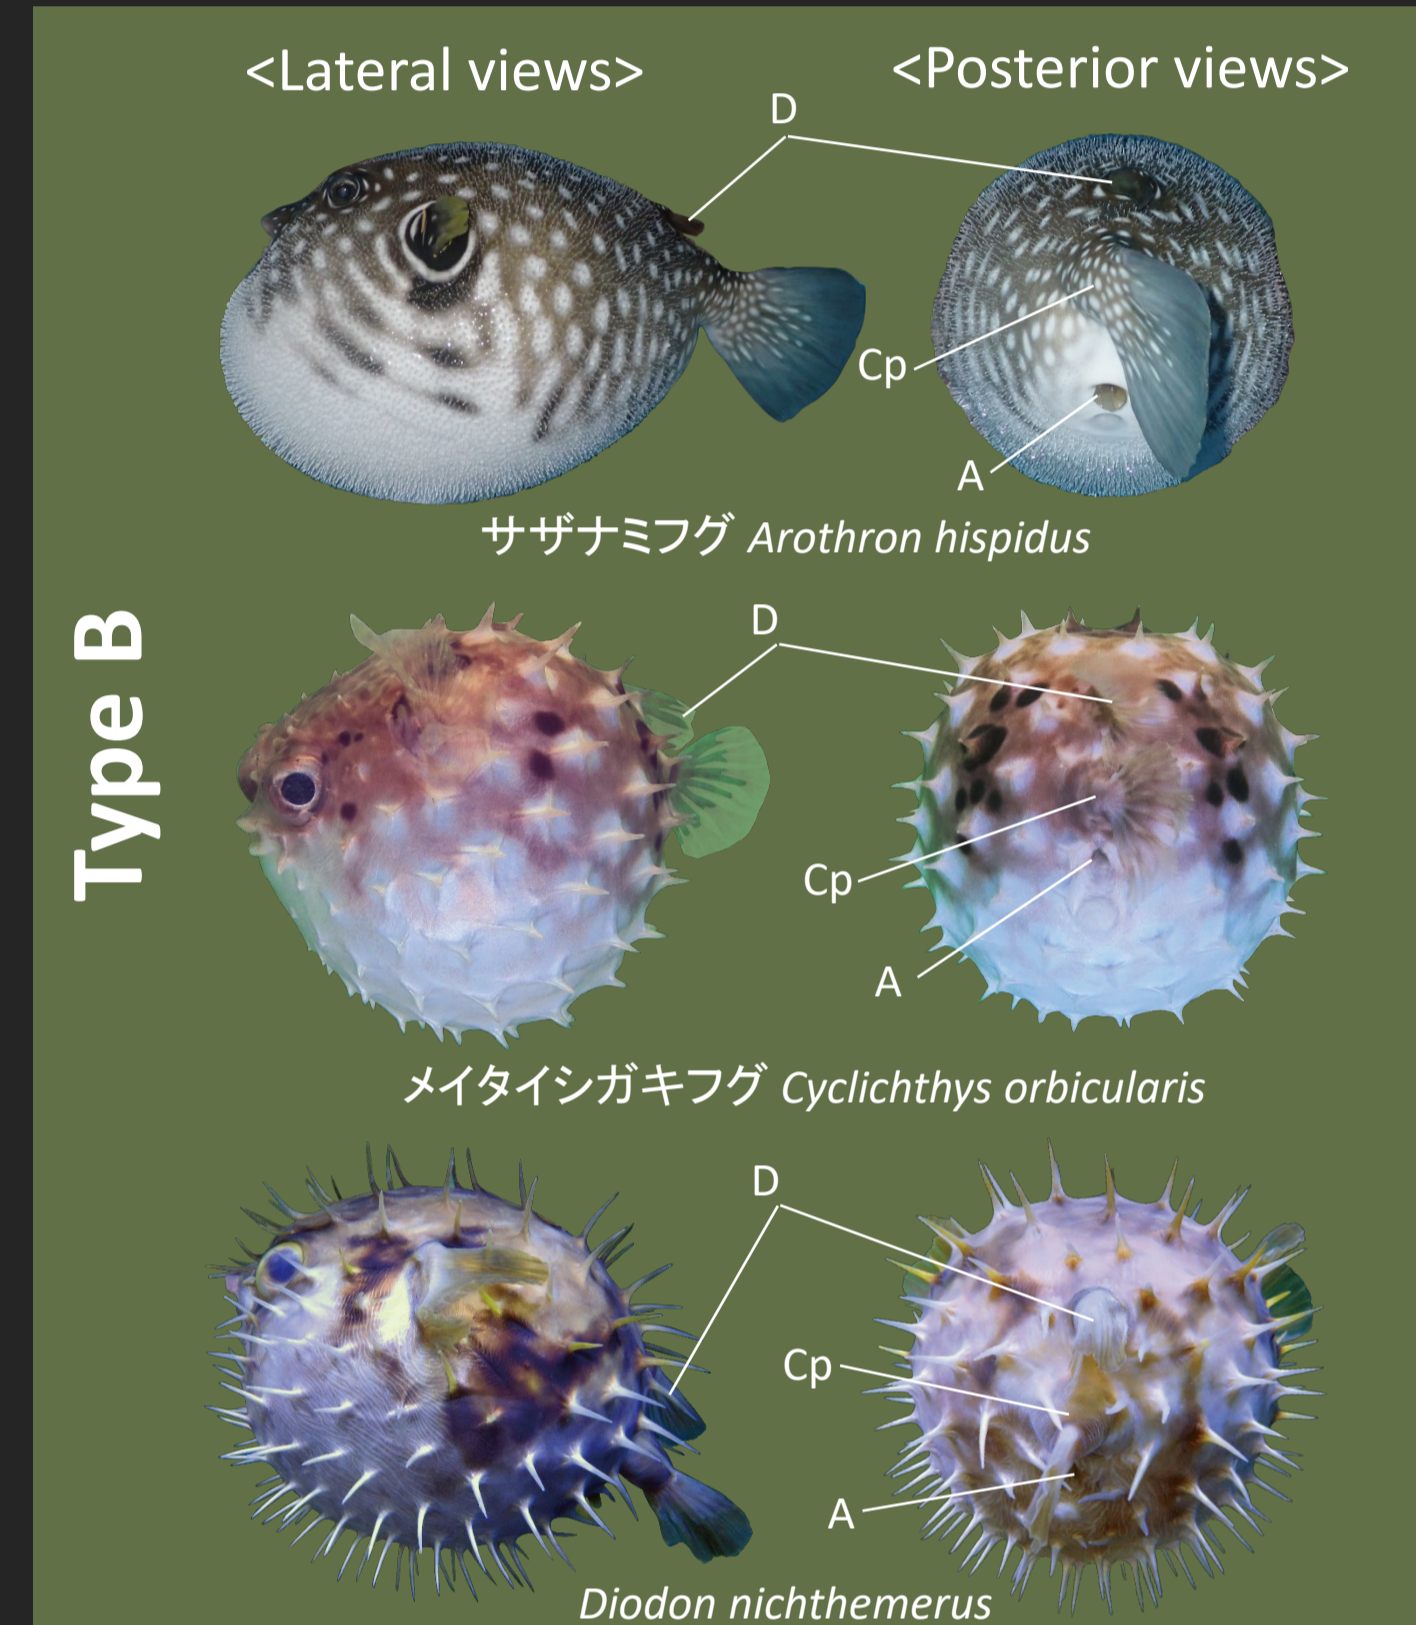 <Lateral views>
<Posterior views>
D
Cp
A
サザナミフグ Arothron hispidus
Type B
D
Cp
A
メイタイシガキフグ Cyclichthys orbicularis
D
Cp
A
Diodon nichthemerus